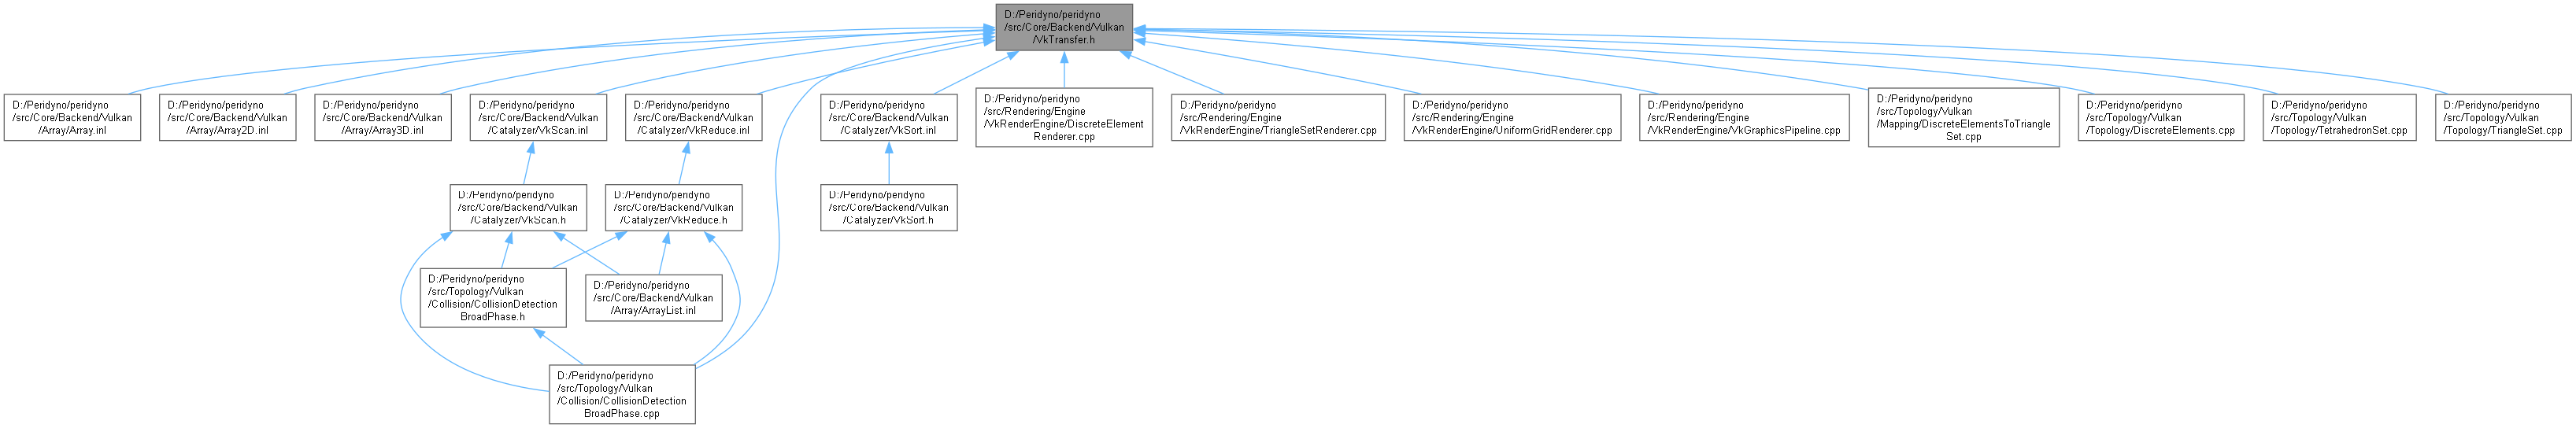 D:/Peridyno/peridyno
/src/Core/Backend/Vulkan
/VkTransfer.h
D:/Peridyno/peridyno
/src/Core/Backend/Vulkan
/Array/Array.inl
D:/Peridyno/peridyno
/src/Core/Backend/Vulkan
/Array/Array2D.inl
D:/Peridyno/peridyno
/src/Core/Backend/Vulkan
/Array/Array3D.inl
D:/Peridyno/peridyno
/src/Core/Backend/Vulkan
/Catalyzer/VkScan.inl
D:/Peridyno/peridyno
/src/Core/Backend/Vulkan
/Catalyzer/VkReduce.inl
D:/Peridyno/peridyno
/src/Core/Backend/Vulkan
/Catalyzer/VkSort.inl
D:/Peridyno/peridyno
/src/Rendering/Engine
/VkRenderEngine/DiscreteElement
Renderer.cpp
D:/Peridyno/peridyno
/src/Rendering/Engine
/VkRenderEngine/TriangleSetRenderer.cpp
D:/Peridyno/peridyno
/src/Rendering/Engine
/VkRenderEngine/UniformGridRenderer.cpp
D:/Peridyno/peridyno
/src/Rendering/Engine
/VkRenderEngine/VkGraphicsPipeline.cpp
D:/Peridyno/peridyno
/src/Topology/Vulkan
/Mapping/DiscreteElementsToTriangle
Set.cpp
D:/Peridyno/peridyno
/src/Topology/Vulkan
/Topology/DiscreteElements.cpp
D:/Peridyno/peridyno
/src/Topology/Vulkan
/Topology/TetrahedronSet.cpp
D:/Peridyno/peridyno
/src/Topology/Vulkan
/Topology/TriangleSet.cpp
D:/Peridyno/peridyno
/src/Core/Backend/Vulkan
/Catalyzer/VkScan.h
D:/Peridyno/peridyno
/src/Core/Backend/Vulkan
/Catalyzer/VkReduce.h
D:/Peridyno/peridyno
/src/Core/Backend/Vulkan
/Catalyzer/VkSort.h
D:/Peridyno/peridyno
/src/Topology/Vulkan
/Collision/CollisionDetection
BroadPhase.h
D:/Peridyno/peridyno
/src/Core/Backend/Vulkan
/Array/ArrayList.inl
D:/Peridyno/peridyno
/src/Topology/Vulkan
/Collision/CollisionDetection
BroadPhase.cpp